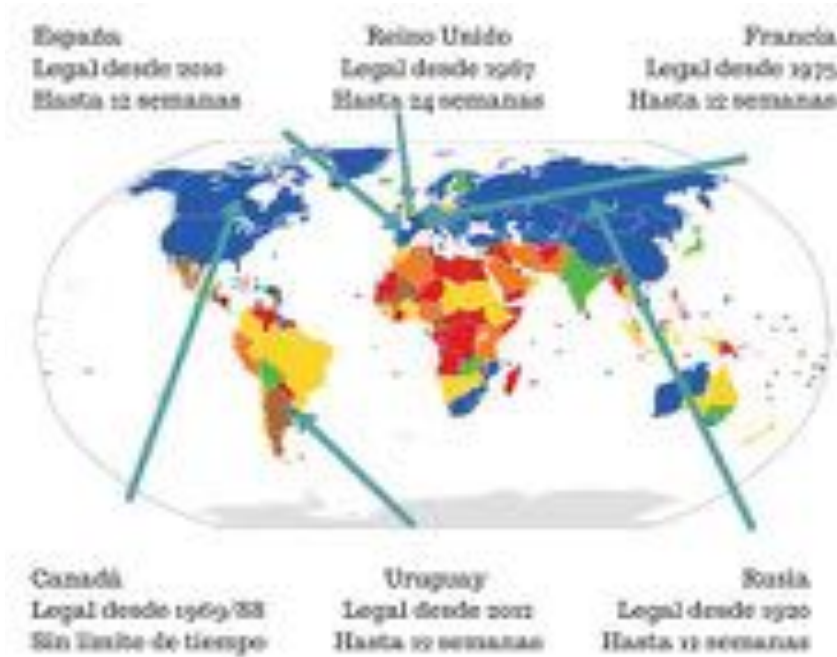 España
Legal desde 2010
Hasta 12 semanas
Reino Unido
Legal desde 1967
Hasta 24 semanas
Francia
Legal desde 1975
Hasta 12 semanas
Canadá
Legal desde 1969/88
Sin límite de tiempo
Uruguay
Legal desde 2012
Hasta 12 semanas
Rusia
Legal desde 1920
Hasta 12 semanas